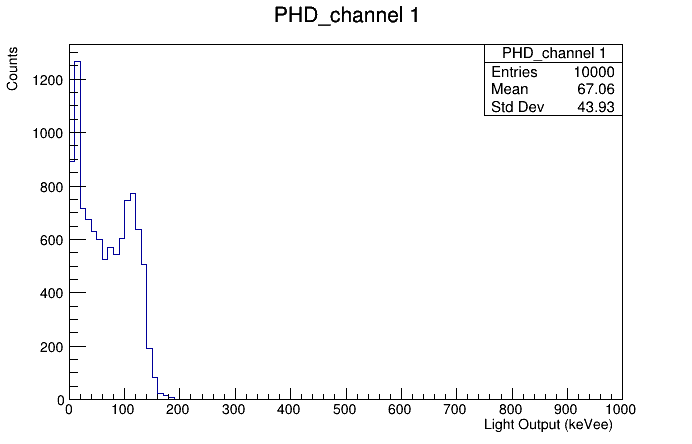 PHD_channel 1
Counts
PHD_channel 1
Entries 10000
Mean 67.06
Std Dev 43.93
1200
1000
800
600
400
200
0
0 100 200 300 400 500 600 700 800 900 1000
Light Output (keVee)